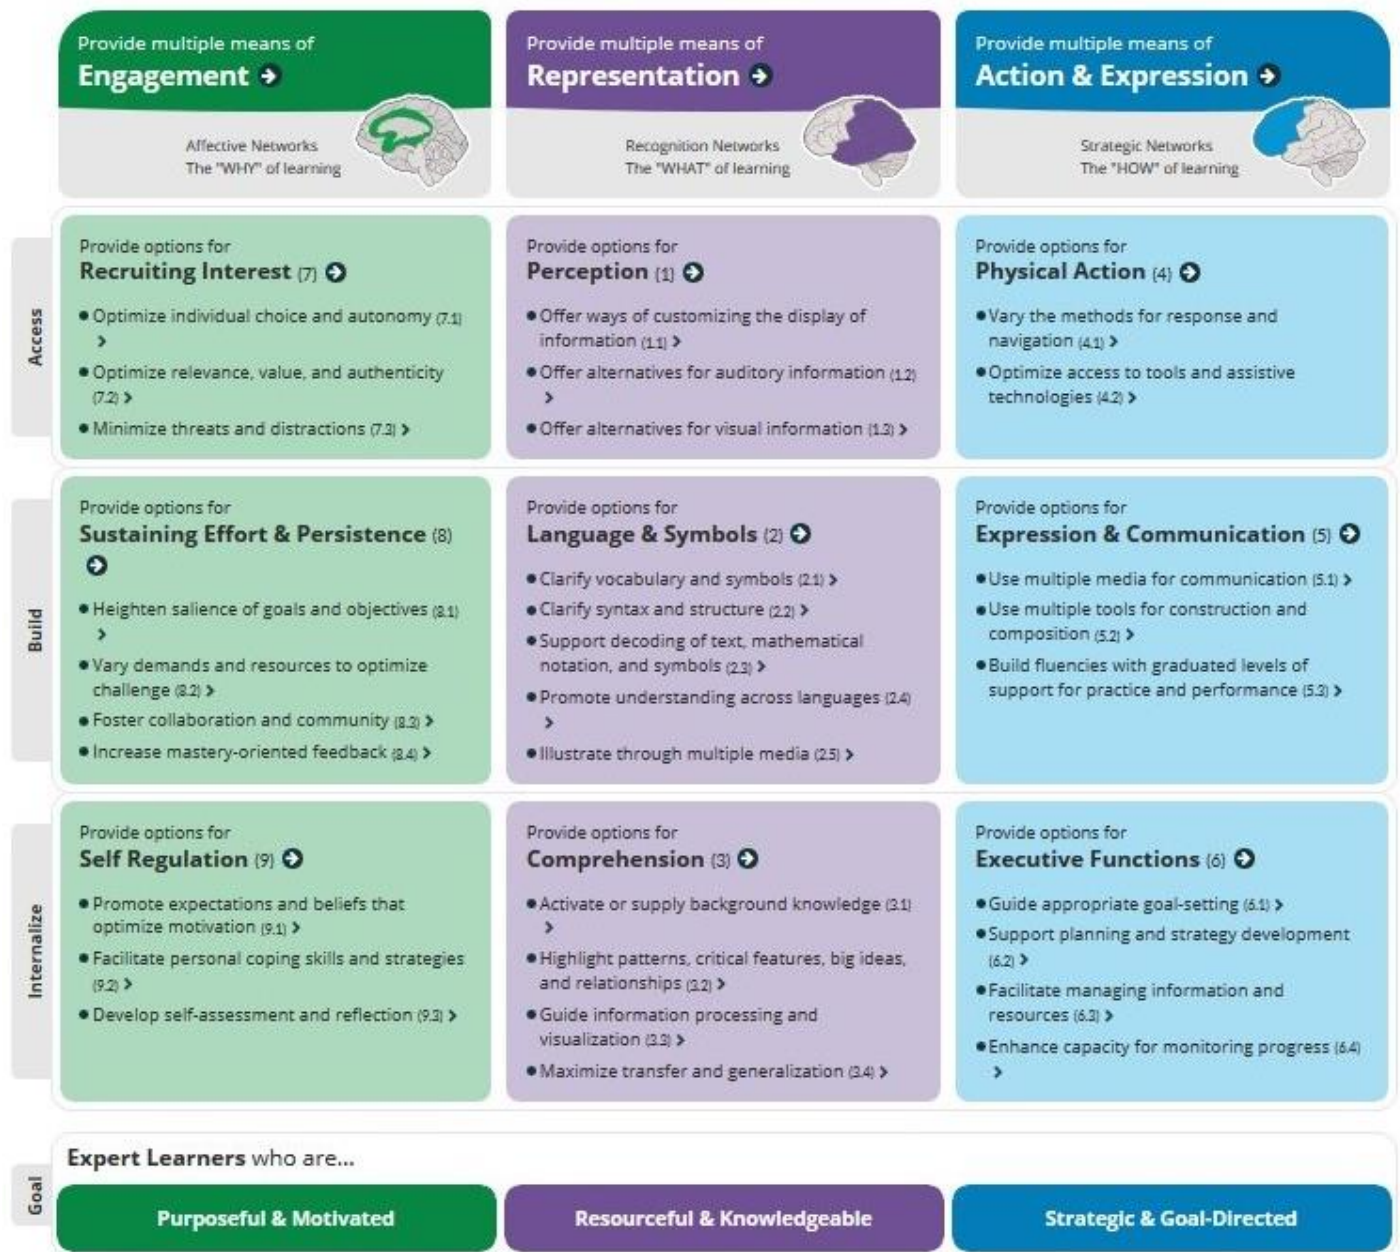 Provide multiple means of
Engagement
Affective Networks
The "WHY" of learning
Provide multiple means of
Representation
Recognition Networks
The "WHAT" of learning
Provide multiple means of
Action & Expression
Strategic Networks
The "HOW" of learning
Access
Provide options for
Recruiting Interest (7)
Optimize individual choice and autonomy (7.1)
Optimize relevance, value, and authenticity
(7.2)
Minimize threats and distractions (7.3)
Provide options for
Perception (1)
Offer ways of customizing the display of
information (1.1)
Offer alternatives for auditory information (1.2)
Offer alternatives for visual information (1.3)
Provide options for
Physical Action (4)
Vary the methods for response and
navigation (4.1)
Optimize access to tools and assistive
technologies (4.2)
Build
Provide options for
Sustaining Effort & Persistence (8)
Heighten salience of goals and objectives (8.1)
Vary demands and resources to optimize
challenge (8.2)
Foster collaboration and community (8.3)
Increase mastery-oriented feedback (8.4)
Provide options for
Language & Symbols (2)
Clarify vocabulary and symbols (2.1)
Clarify syntax and structure (2.2)
Support decoding of text, mathematical
notation, and symbols (2.3)
Promote understanding across languages (2.4)
Illustrate through multiple media (2.5)
Provide options for
Expression & Communication (5)
Use multiple media for communication (5.1)
Use multiple tools for construction and
composition (5.2)
Build fluencies with graduated levels of
support for practice and performance (5.3)
Internalize
Provide options for
Self Regulation (9)
Promote expectations and beliefs that
optimize motivation (9.1)
Facilitate personal coping skills and strategies
(9.2)
Develop self-assessment and reflection (9.3)
Provide options for
Comprehension (3)
Activate or supply background knowledge (3.1)
Highlight patterns, critical features, big ideas,
and relationships (3.2)
Guide information processing and
visualization (3.3)
Maximize transfer and generalization (3.4)
Provide options for
Executive Functions (6)
Guide appropriate goal-setting (6.1)
Support planning and strategy development
(6.2)
Facilitate managing information and
resources (6.3)
Enhance capacity for monitoring progress (6.4)
Goal
Expert Learners who are...
Purposeful & Motivated
Resourceful & Knowledgeable
Strategic & Goal-Directed